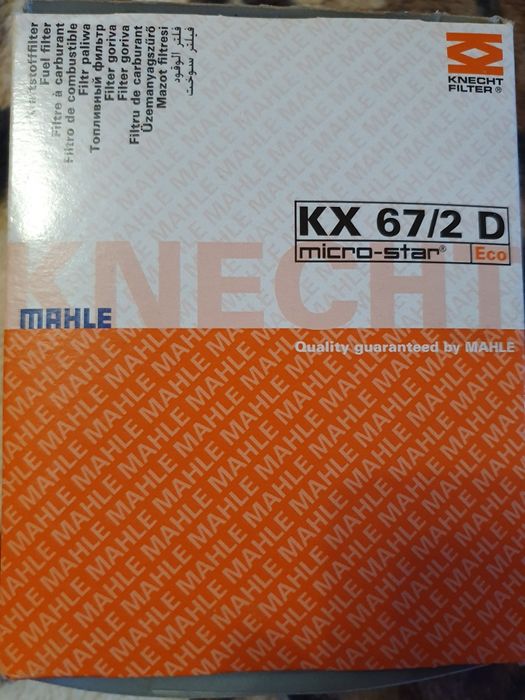 Kraftstofffilter
Fuel filter
Filtre à carburant
Filtro de combustible
Filtr paliwa
Топливный фильтр
Filter goriva
Filter goriva
Filtru de carburant
Üzemanyagszűrő
Mazot filtresi
فلتر الوقود
فیلتر سوخت
KNECHT
FILTER®
KX 67/2 D
micro-star® Eco
KNECHT
MAHLE
Quality guaranteed by MAHLE